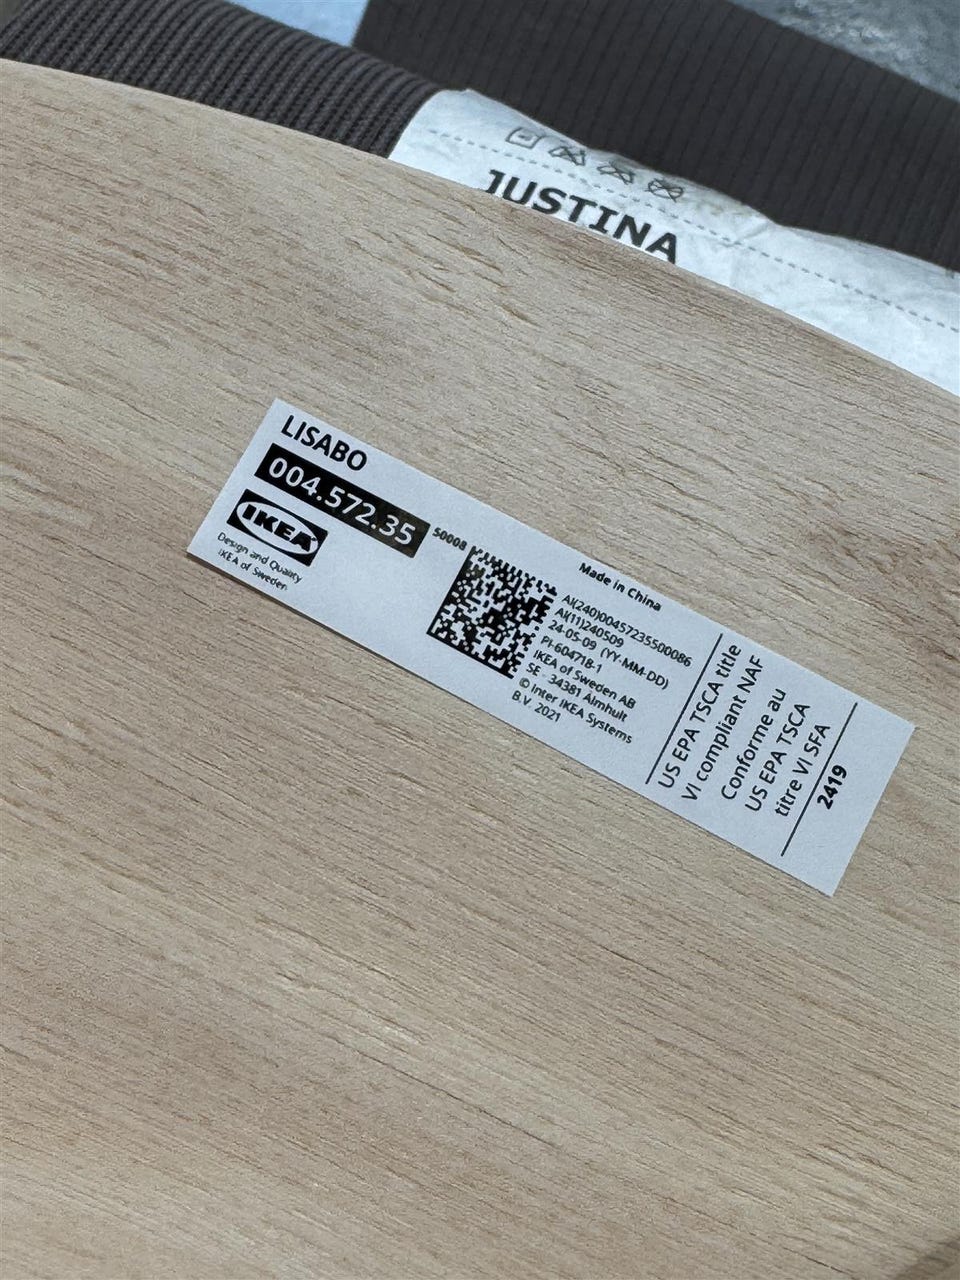 JUSTINA
LISABO
004.572.35
50008
IKEA
Design and Quality
IKEA of Sweden
Made in China
AI(240)00457235500086
AI(11)240509
24-05-09 (YY-MM-DD)
PI-604718-1
IKEA of Sweden AB
SE - 34381 Älmhult
© Inter IKEA Systems
B.V. 2021
US EPA TSCA title
VI compliant NAF
Conforme au
US EPA TSCA
titre VI SFA
2419